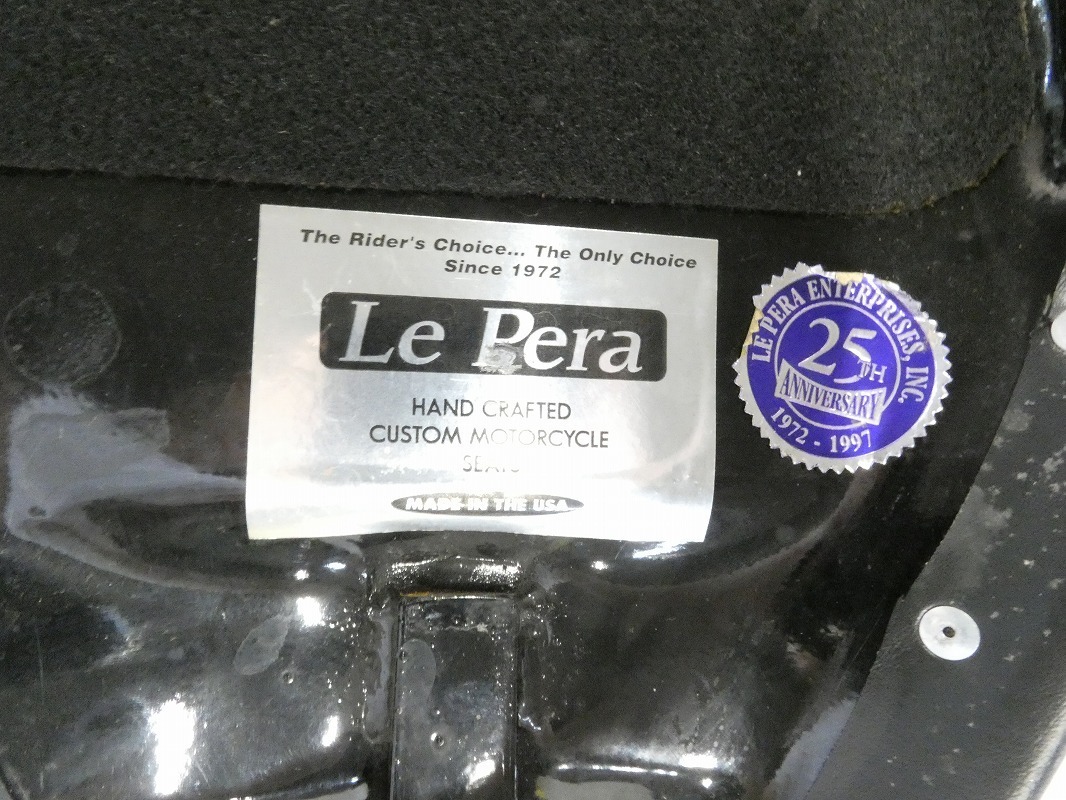 The Rider's Choice... The Only Choice
Since 1972
Le Pera
HAND CRAFTED
CUSTOM MOTORCYCLE
SEATS
MADE IN THE USA
LE PERA ENTERPRISES, INC.
25TH
ANNIVERSARY
1972 - 1997